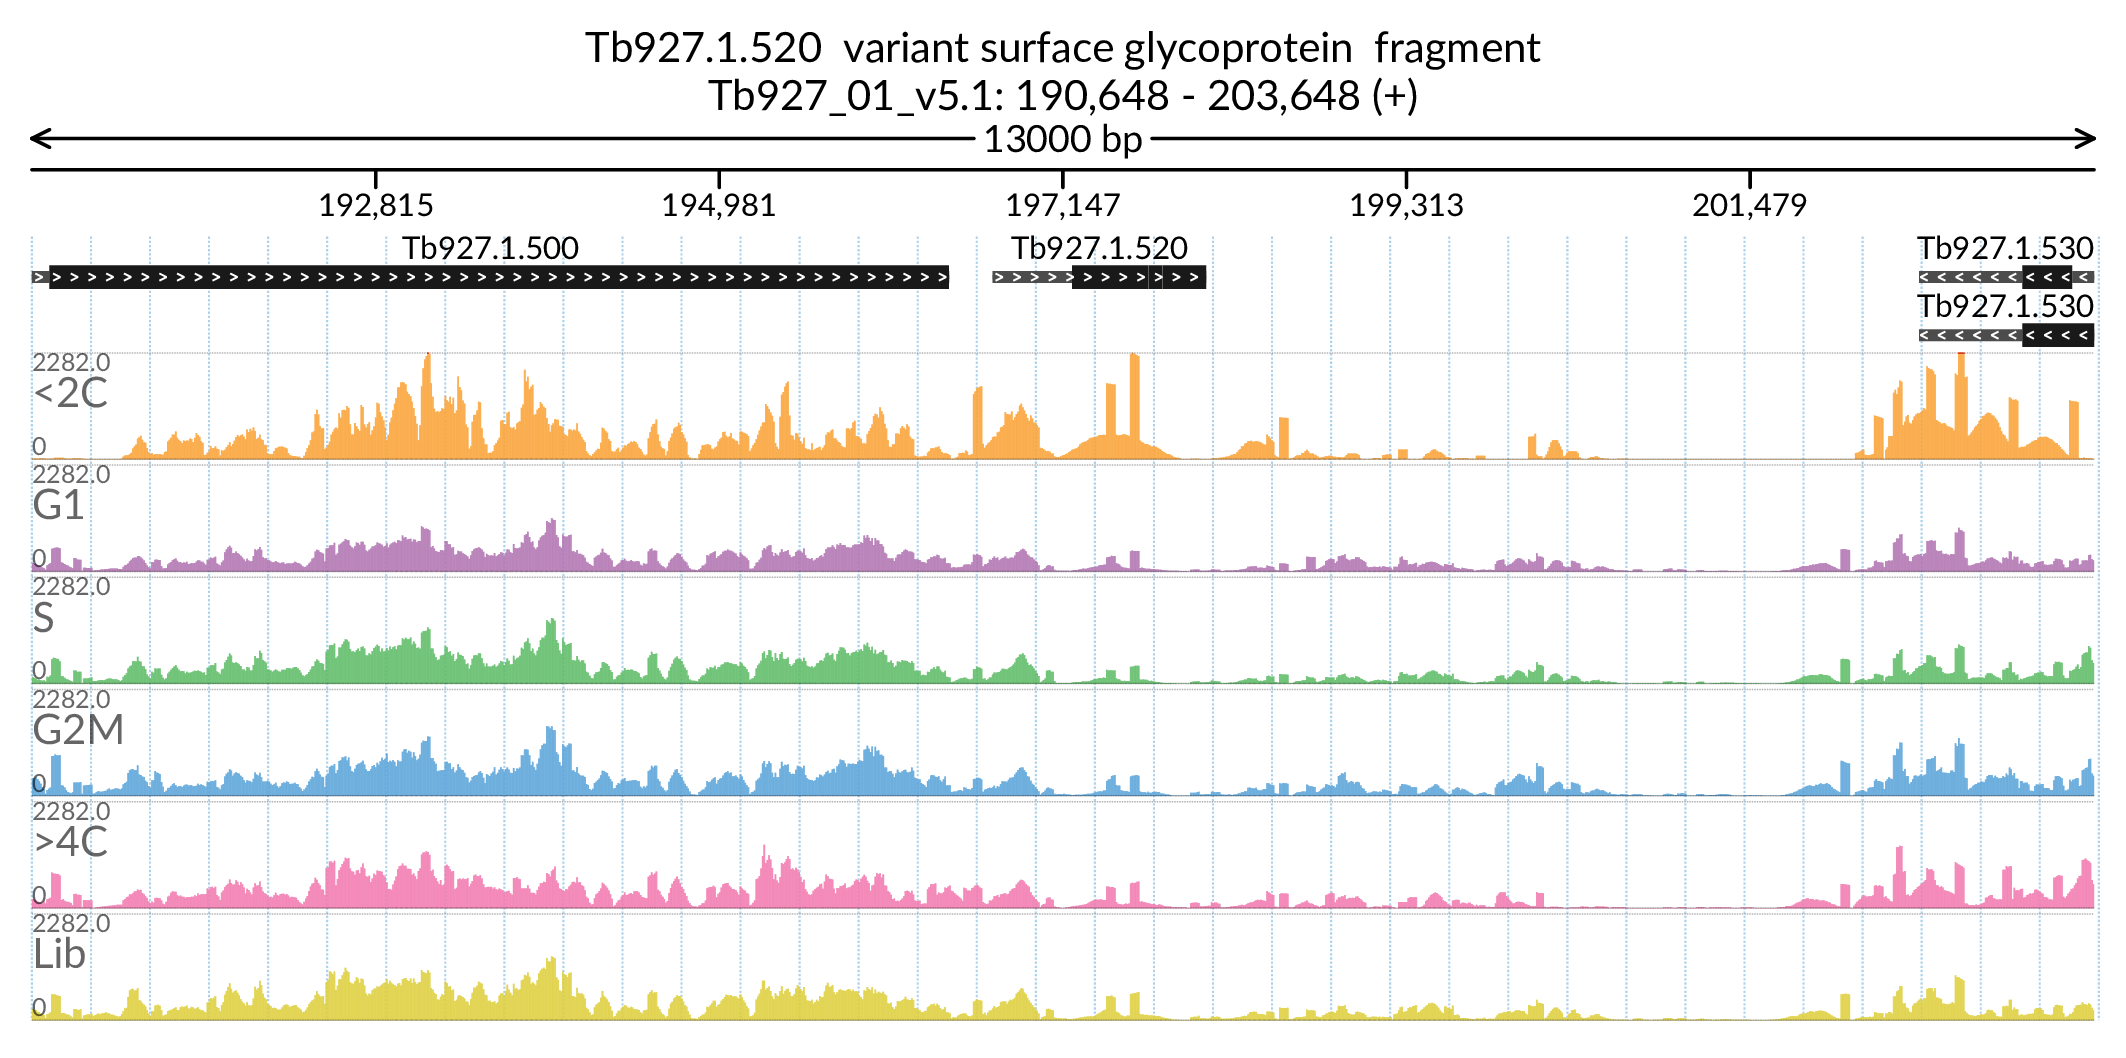 Tb927.1.520 variant surface glycoprotein fragment
Tb927_01_v5.1: 190,648 - 203,648 (+)
13000 bp
192,815 194,981 197,147 199,313 201,479
Tb927.1.500 Tb927.1.520 Tb927.1.530
Tb927.1.530
2282.0
<2C
0
2282.0
G1
0
2282.0
S
0
2282.0
G2M
0
2282.0
>4C
0
2282.0
Lib
0